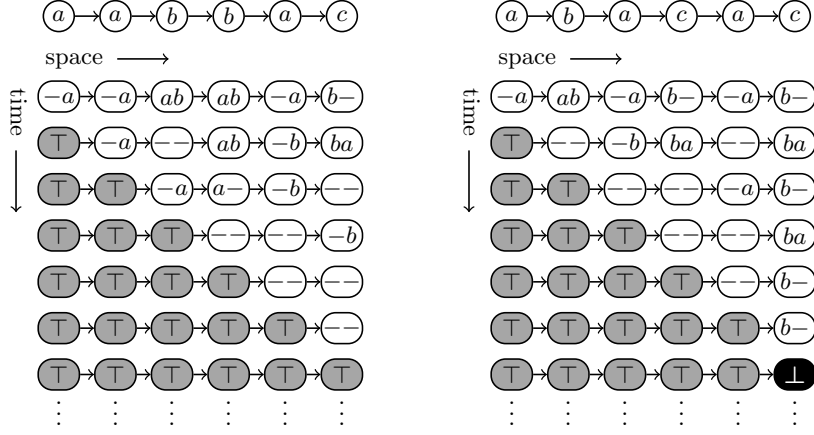 a a b b a c
space
time
−a −a ab ab −a b−
⊤ −a −− ab −b ba
⊤ ⊤ −a a− −b −−
⊤ ⊤ ⊤ −− −− −b
⊤ ⊤ ⊤ ⊤ −− −−
⊤ ⊤ ⊤ ⊤ ⊤ −−
⊤ ⊤ ⊤ ⊤ ⊤ ⊤
a b a c a c
space
time
−a ab −a b− −a b−
⊤ −− −b ba −− ba
⊤ ⊤ −− −− −a b−
⊤ ⊤ ⊤ −− −− ba
⊤ ⊤ ⊤ ⊤ −− b−
⊤ ⊤ ⊤ ⊤ ⊤ b−
⊤ ⊤ ⊤ ⊤ ⊤ ⊥